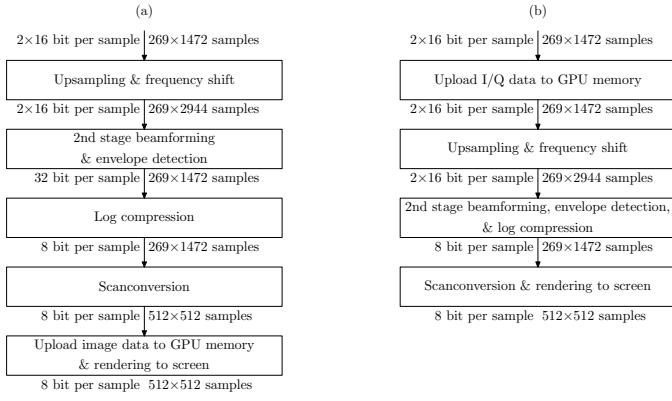 (a)
2×16 bit per sample 269×1472 samples
Upsampling & frequency shift
2×16 bit per sample 269×2944 samples
2nd stage beamforming
& envelope detection
32 bit per sample 269×1472 samples
Log compression
8 bit per sample 269×1472 samples
Scanconversion
8 bit per sample 512×512 samples
Upload image data to GPU memory
& rendering to screen
8 bit per sample 512×512 samples
(b)
2×16 bit per sample 269×1472 samples
Upload I/Q data to GPU memory
2×16 bit per sample 269×1472 samples
Upsampling & frequency shift
2×16 bit per sample 269×2944 samples
2nd stage beamforming, envelope detection,
& log compression
8 bit per sample 269×1472 samples
Scanconversion & rendering to screen
8 bit per sample 512×512 samples